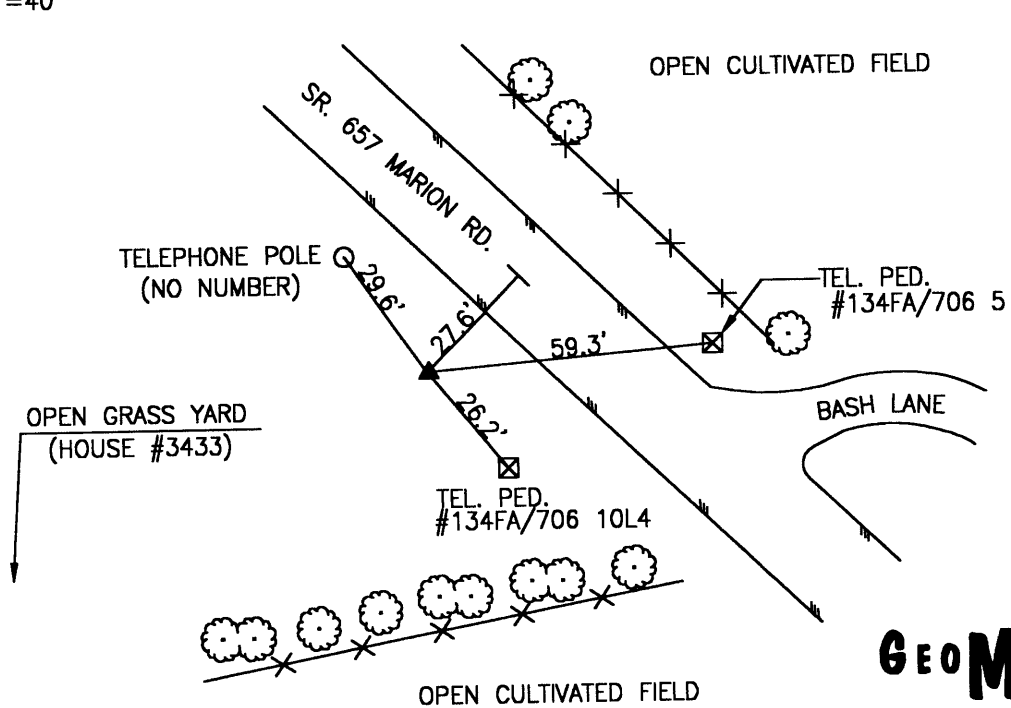 =40
OPEN CULTIVATED FIELD
SR. 657 MARION RD.
TELEPHONE POLE
(NO NUMBER)
29.6'
27.6'
TEL. PED.
#134FA/706 5
59.3'
OPEN GRASS YARD
(HOUSE #3433)
26.2'
BASH LANE
TEL. PED.
#134FA/706 10L4
OPEN CULTIVATED FIELD
GEOM